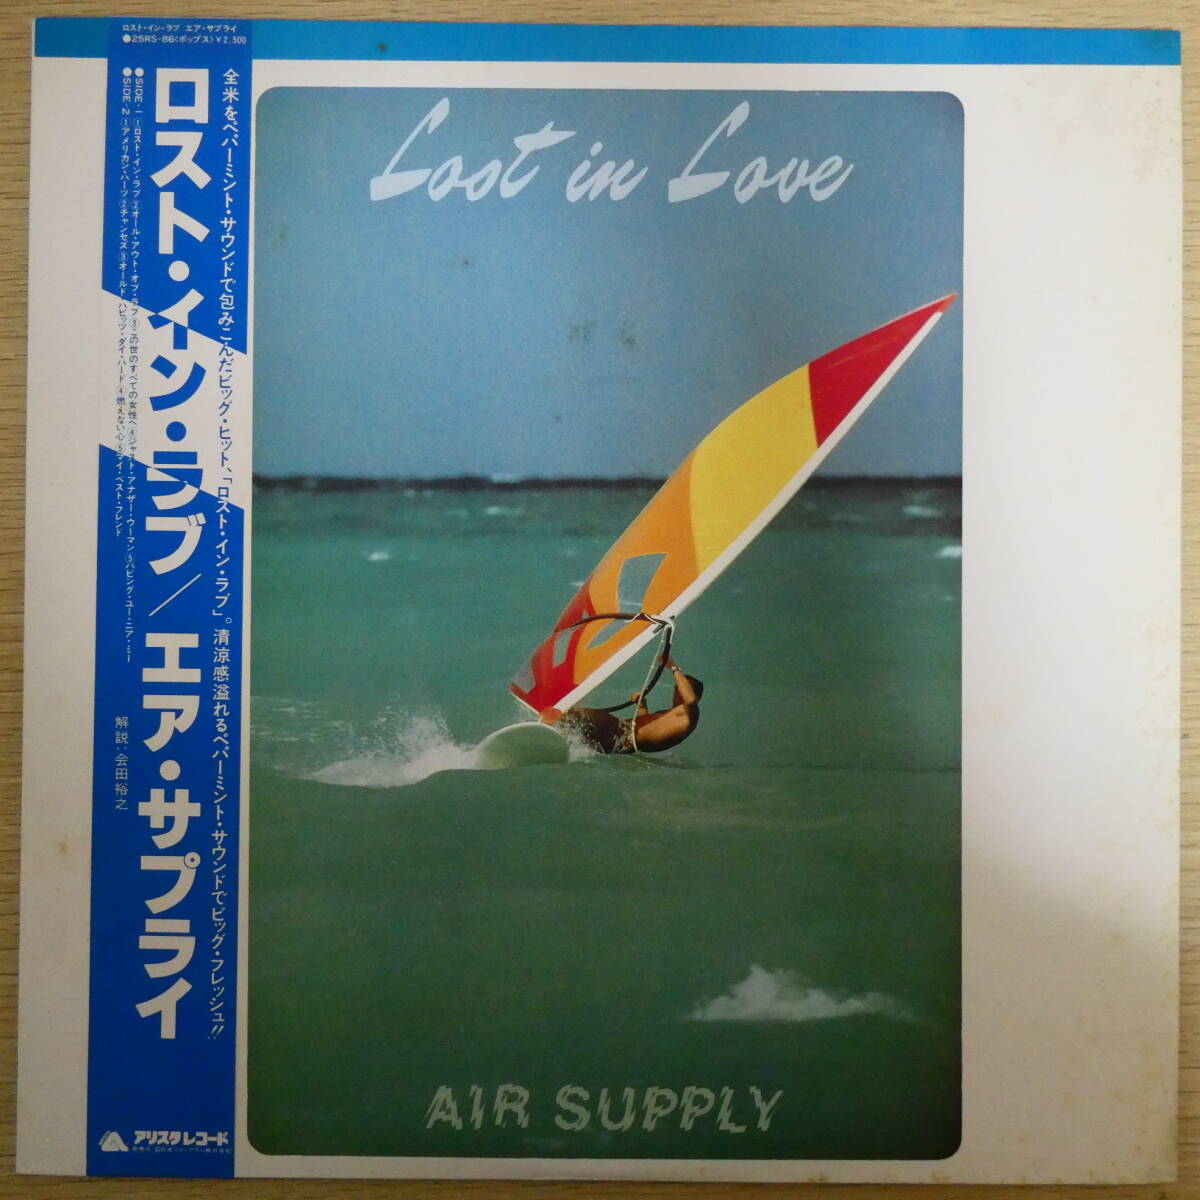 ロスト・イン・ラブ エア・サプライ
●25RS-86〈ポップス〉¥2,500
全米をペパーミント・サウンドで包みこんだビッグ・ヒット、「ロスト・イン・ラブ」。清涼感溢れるペパーミント・サウンドでビッグ・フレッシュ!!
ロスト・イン・ラブ/エア・サプライ
●SIDE-1 ①ロスト・イン・ラブ ②オール・アウト・オブ・ラブ ③この世のすべての女性へ ④ジャスト・アナザー・ウーマン ⑤ハビング・ユー・ニア・ミー
●SIDE-2 ①アメリカン・ハーツ ②チャンセズ ③オールド・ハビッツ・ダイ・ハード ④燃えない心 ⑤マイ・ベスト・フレンド
解説:会田裕之
アリスタレコード
Lost in Love
AIR SUPPLY